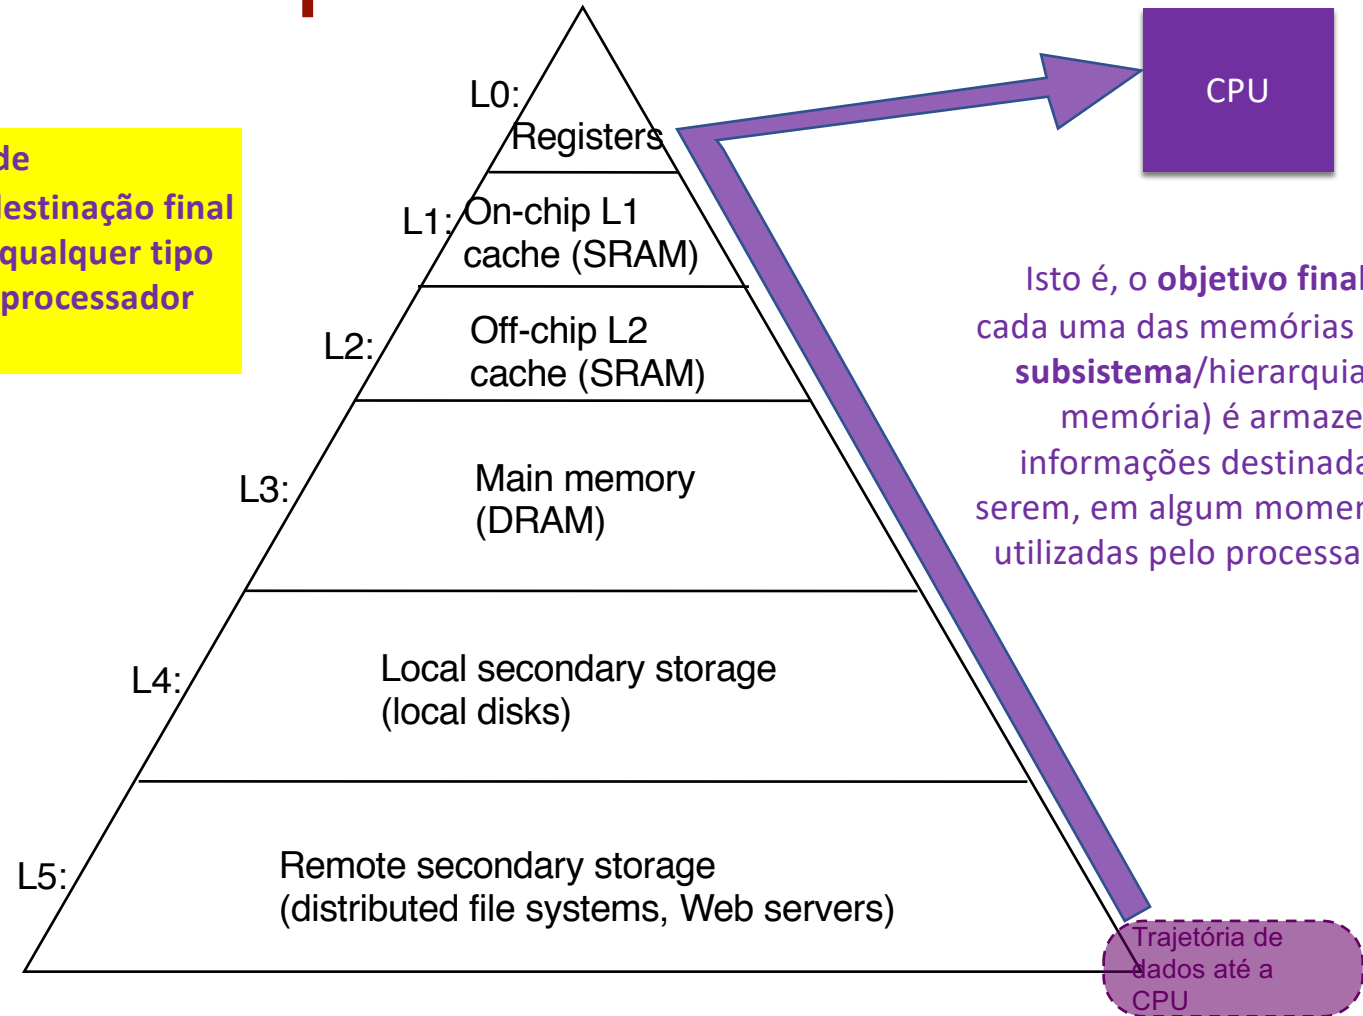 L0:
Registers
L1:
On-chip L1
cache (SRAM)
L2:
Off-chip L2
cache (SRAM)
L3:
Main memory
(DRAM)
L4:
Local secondary storage
(local disks)
L5:
Remote secondary storage
(distributed file systems, Web servers)
de
destinação final
qualquer tipo
processador
CPU
Isto é, o objetivo final
cada uma das memórias
subsistema/hierarquia
memória) é armaze
informações destinada
serem, em algum momen
utilizadas pelo processa
Trajetória de
dados até a
CPU